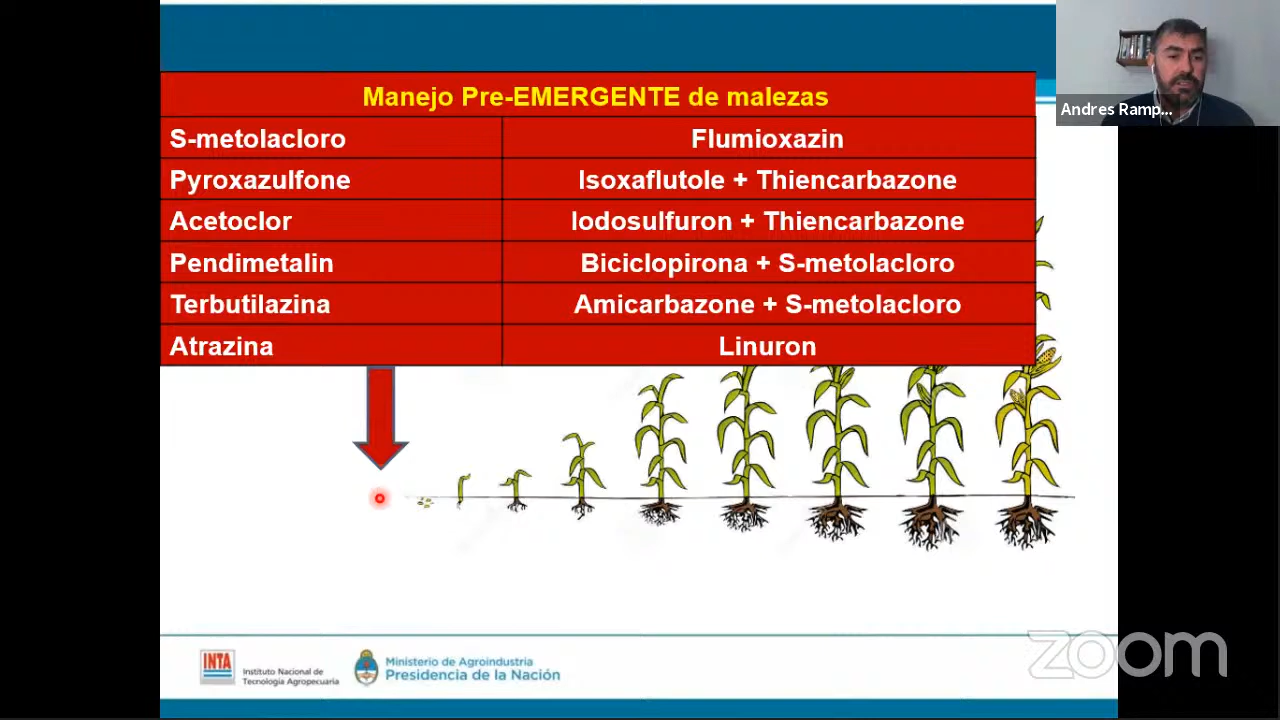 Manejo Pre-EMERGENTE de malezas
S-metolacloro
Flumioxazin
Pyroxazulfone
Isoxaflutole + Thiencarbazone
Acetoclor
Iodosulfuron + Thiencarbazone
Pendimetalin
Biciclopirona + S-metolacloro
Terbutilazina
Amicarbazone + S-metolacloro
Atrazina
Linuron
Andres Ramp...
INTA
Instituto Nacional de
Tecnología Agropecuaria
Ministerio de Agroindustria
Presidencia de la Nación
zoom